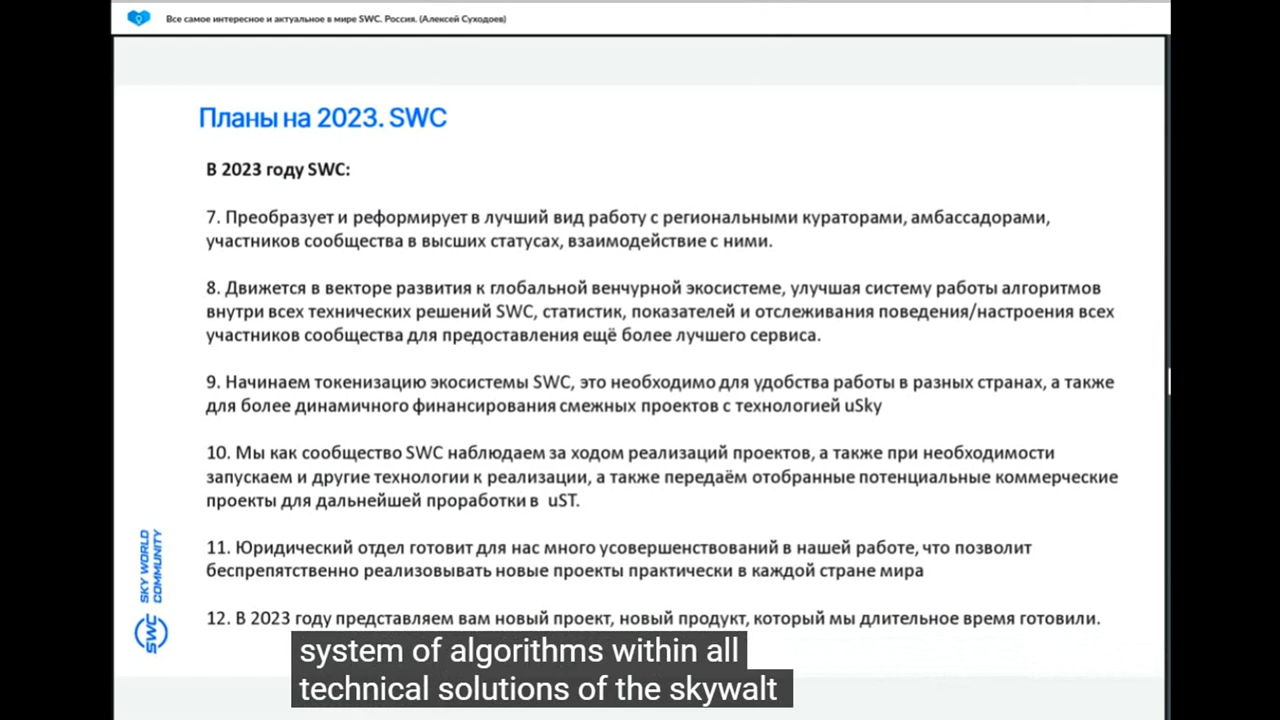 Все самое интересное и актуальное в мире SWC. Россия. (Алексей Суходоев)
Планы на 2023. SWC
В 2023 году SWC:
7. Преобразует и реформирует в лучший вид работу с региональными кураторами, амбассадорами,
участников сообщества в высших статусах, взаимодействие с ними.
8. Движется в векторе развития к глобальной венчурной экосистеме, улучшая систему работы алгоритмов
внутри всех технических решений SWC, статистик, показателей и отслеживания поведения/настроения всех
участников сообщества для предоставления ещё более лучшего сервиса.
9. Начинаем токенизацию экосистемы SWC, это необходимо для удобства работы в разных странах, а также
для более динамичного финансирования смежных проектов с технологией uSky
10. Мы как сообщество SWC наблюдаем за ходом реализаций проектов, а также при необходимости
запускаем и другие технологии к реализации, а также передаём отобранные потенциальные коммерческие
проекты для дальнейшей проработки в uST.
11. Юридический отдел готовит для нас много усовершенствований в нашей работе, что позволит
беспрепятственно реализовывать новые проекты практически в каждой стране мира
12. В 2023 году представляем вам новый проект, новый продукт, который мы длительное время готовили.
SWC
SKY WORLD
COMMUNITY
system of algorithms within all
technical solutions of the skywalt